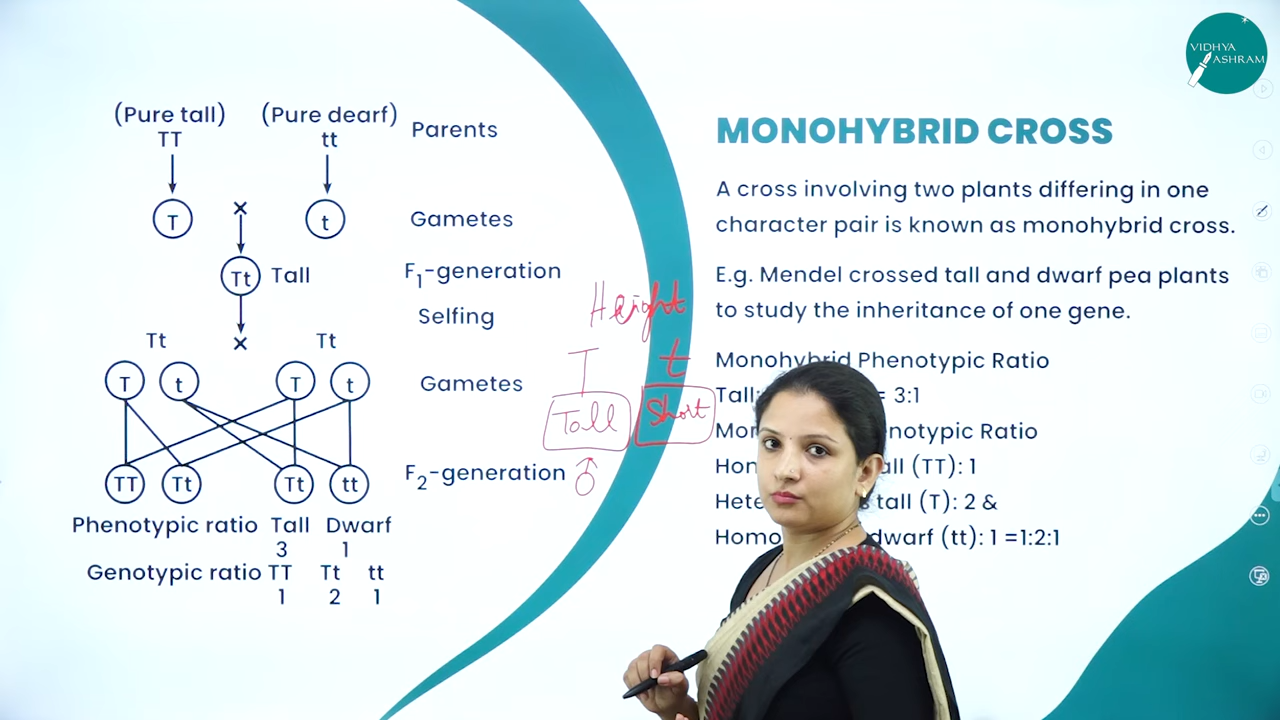 VIDHYA
ASHRAM
(Pure tall) (Pure dearf) Parents
TT tt
T t Gametes
Tt Tall F1-generation
Selfing
Tt Tt
T t T t Gametes
TT Tt Tt tt F2-generation
Phenotypic ratio Tall Dwarf
3 1
Genotypic ratio TT Tt tt
1 2 1
Height
T t
Tall Short
MONOHYBRID CROSS
A cross involving two plants differing in one
character pair is known as monohybrid cross.
E.g. Mendel crossed tall and dwarf pea plants
to study the inheritance of one gene.
Monohybrid Phenotypic Ratio
= 3:1
Ratio
(TT): 1
tall (T): 2 &
dwarf (tt): 1 =1:2:1